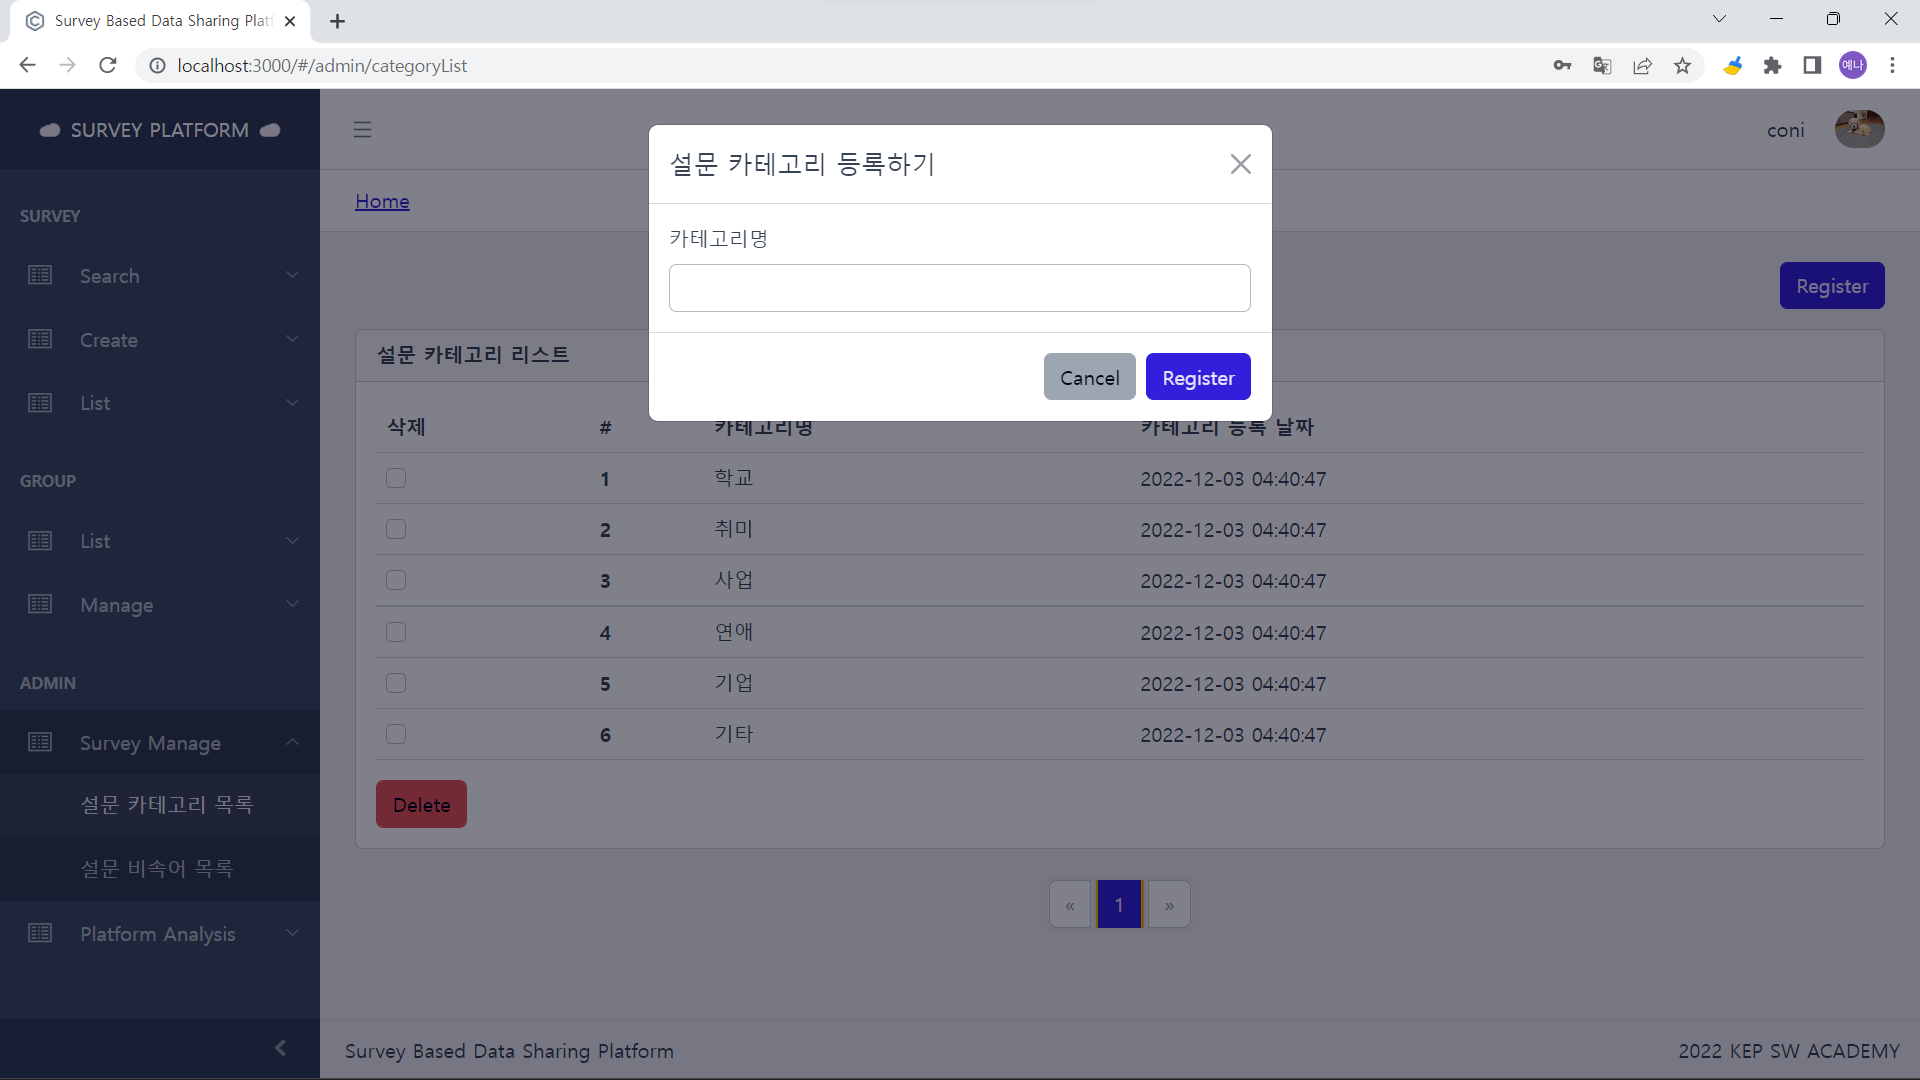 Survey Based Data Sharing Plat
localhost:3000/#/admin/categoryList
예나
SURVEY PLATFORM
coni
설문 카테고리 등록하기
Home
카테고리명
SURVEY
Search
Create
List
GROUP
List
Manage
ADMIN
Survey Manage
설문 카테고리 목록
설문 비속어 목록
Platform Analysis
Register
Cancel
Register
설문 카테고리 리스트
삭제 # 카테고리명 카테고리 등록 날짜
1 학교 2022-12-03 04:40:47
2 취미 2022-12-03 04:40:47
3 사업 2022-12-03 04:40:47
4 연애 2022-12-03 04:40:47
5 기업 2022-12-03 04:40:47
6 기타 2022-12-03 04:40:47
Delete
« 1 »
Survey Based Data Sharing Platform
2022 KEP SW ACADEMY